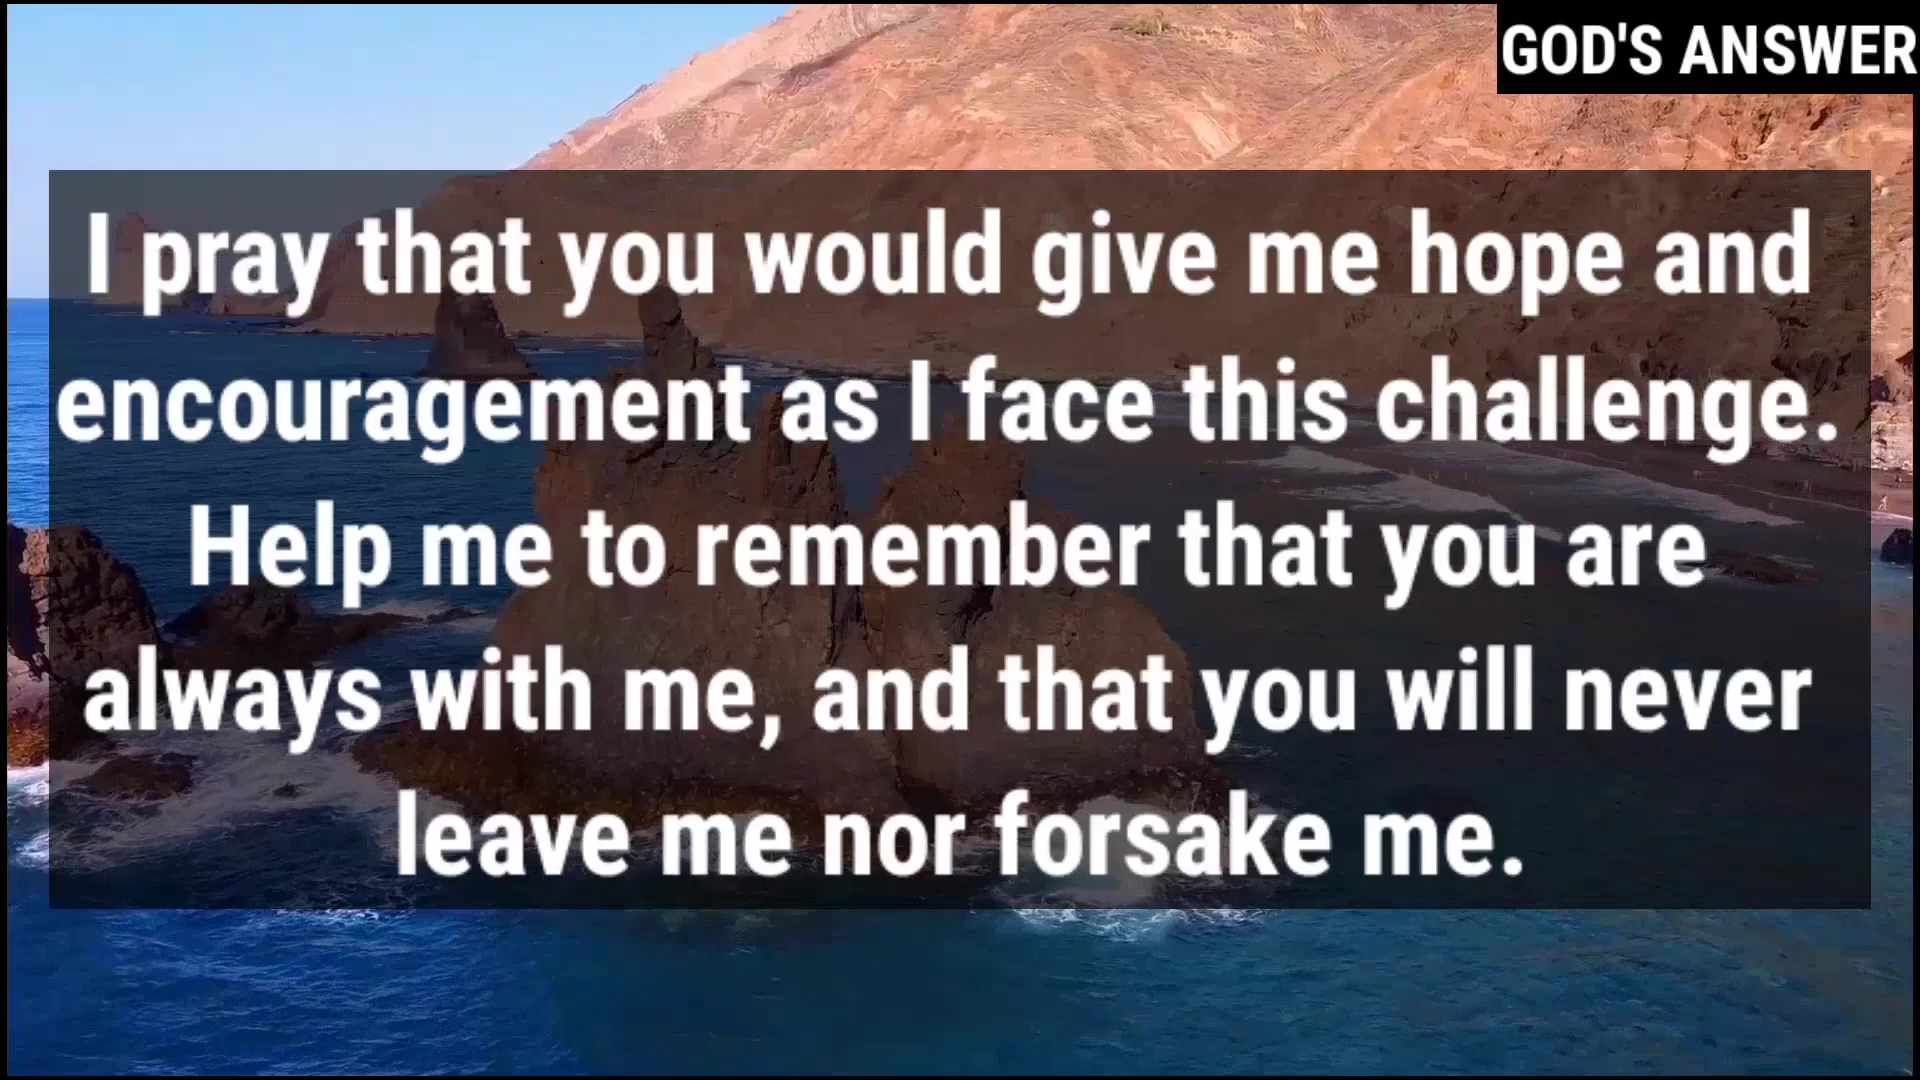 GOD'S ANSWER
I pray that you would give me hope and
encouragement as I face this challenge.
Help me to remember that you are
always with me, and that you will never
leave me nor forsake me.